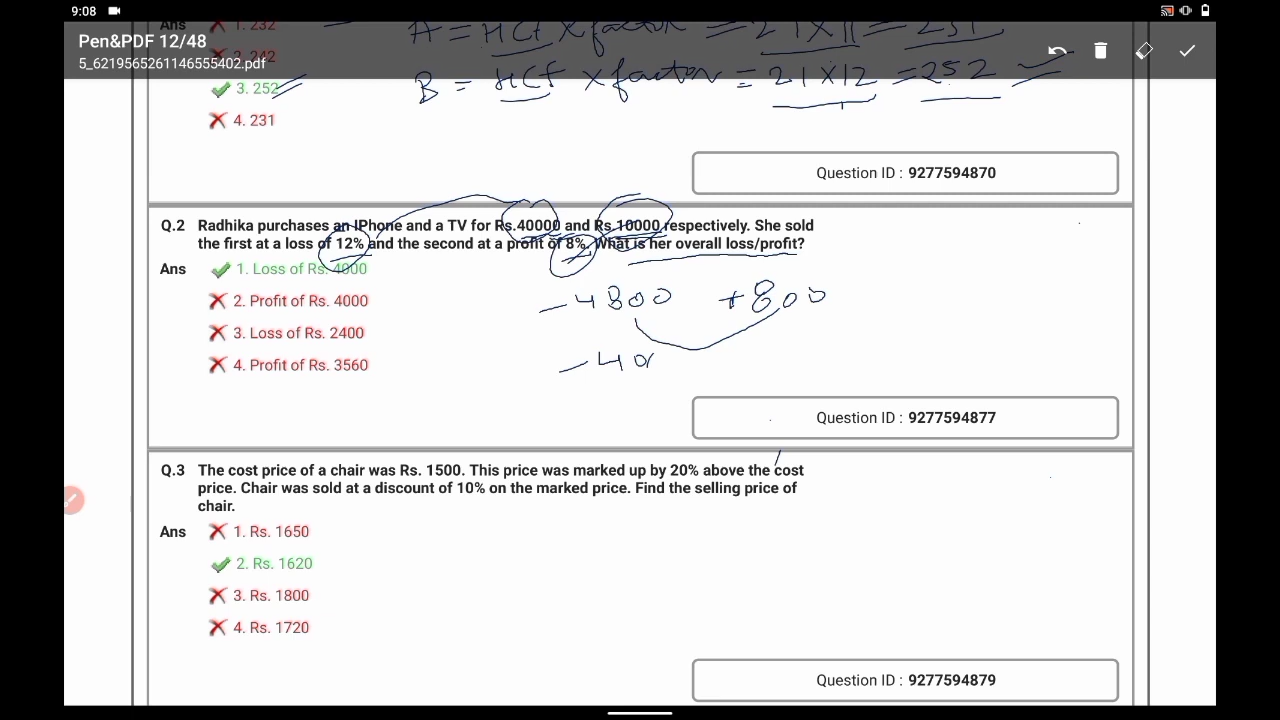 9:08
Ans 1. 232
A = HCF x factor = 21x11 = 231
Pen&PDF 12/48
2. 242
5_6219565261146555402.pdf
3. 252
B = HCF x factor = 21x12 = 252
4. 231
Question ID : 9277594870
Q.2 Radhika purchases an IPhone and a TV for Rs.40000 and Rs.10000 respectively. She sold
the first at a loss of 12% and the second at a profit of 8%. What is her overall loss/profit?
Ans 1. Loss of Rs. 4000
2. Profit of Rs. 4000
-4800 +800
3. Loss of Rs. 2400
4. Profit of Rs. 3560
-40
Question ID : 9277594877
Q.3 The cost price of a chair was Rs. 1500. This price was marked up by 20% above the cost
price. Chair was sold at a discount of 10% on the marked price. Find the selling price of
chair.
Ans 1. Rs. 1650
2. Rs. 1620
3. Rs. 1800
4. Rs. 1720
Question ID : 9277594879